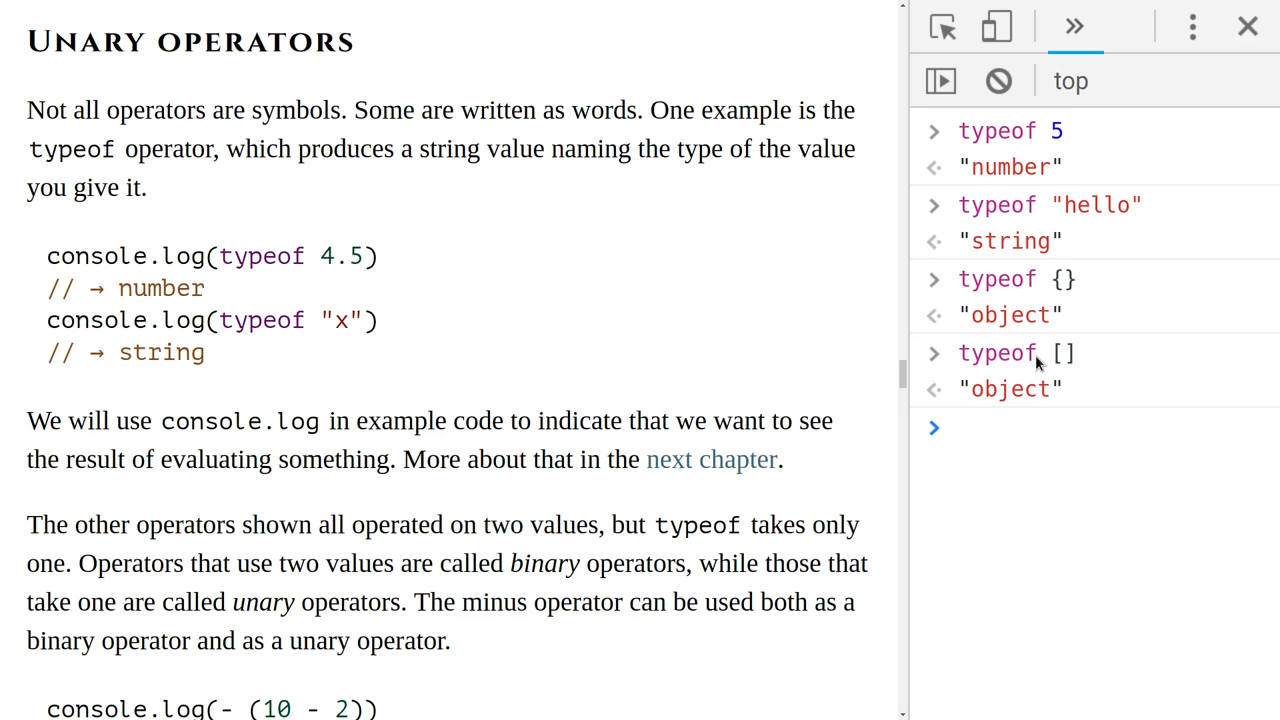 UNARY OPERATORS
Not all operators are symbols. Some are written as words. One example is the
typeof operator, which produces a string value naming the type of the value
you give it.
console.log(typeof 4.5)
// → number
console.log(typeof "x")
// → string
We will use console.log in example code to indicate that we want to see
the result of evaluating something. More about that in the next chapter.
The other operators shown all operated on two values, but typeof takes only
one. Operators that use two values are called binary operators, while those that
take one are called unary operators. The minus operator can be used both as a
binary operator and as a unary operator.
console.log(- (10 - 2))
top
typeof 5
"number"
typeof "hello"
"string"
typeof {}
"object"
typeof []
"object"